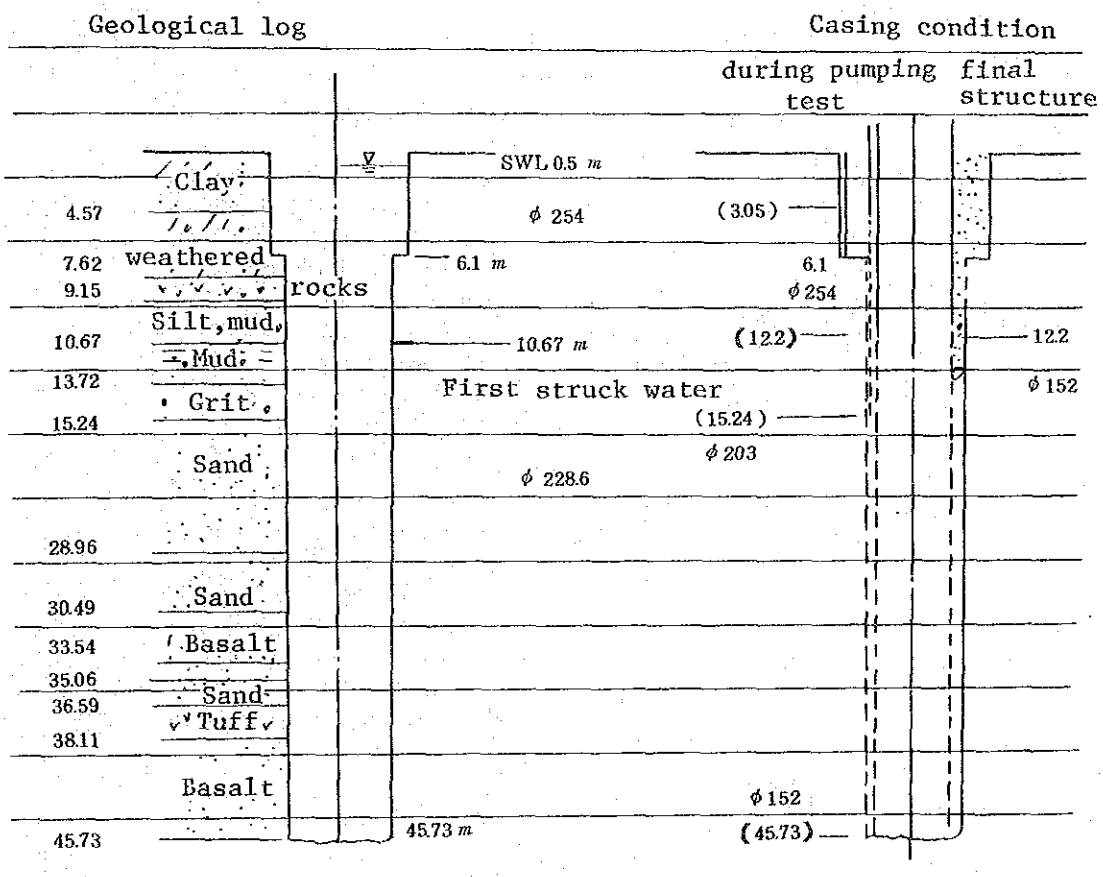 Geological log
Casing condition
during pumping final
test structure
SWL 0.5 m
Clay
4.57 φ 254 (3.05)
7.62 weathered 6.1 m 6.1
9.15 rocks φ 254
Silt, mud,
10.67 10.67 m (12.2) 12.2
Mud
13.72 First struck water φ 152
Grit
15.24 (15.24)
φ 203
Sand
φ 228.6
28.96
Sand
30.49
33.54 Basalt
35.06
Sand
36.59
Tuff
38.11
Basalt
φ 152
45.73 45.73 m (45.73)